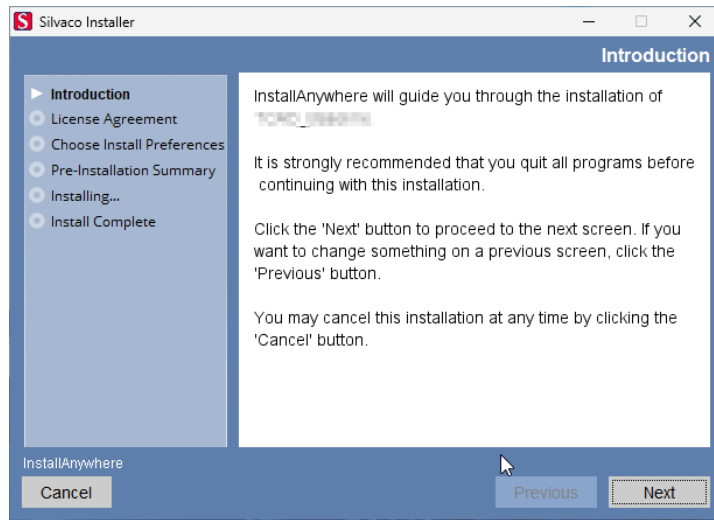 Silvaco Installer
Introduction
Introduction
License Agreement
Choose Install Preferences
Pre-Installation Summary
Installing...
Install Complete
InstallAnywhere will guide you through the installation of
It is strongly recommended that you quit all programs before
continuing with this installation.
Click the 'Next' button to proceed to the next screen. If you
want to change something on a previous screen, click the
'Previous' button.
You may cancel this installation at any time by clicking the
'Cancel' button.
InstallAnywhere
Cancel
Previous
Next